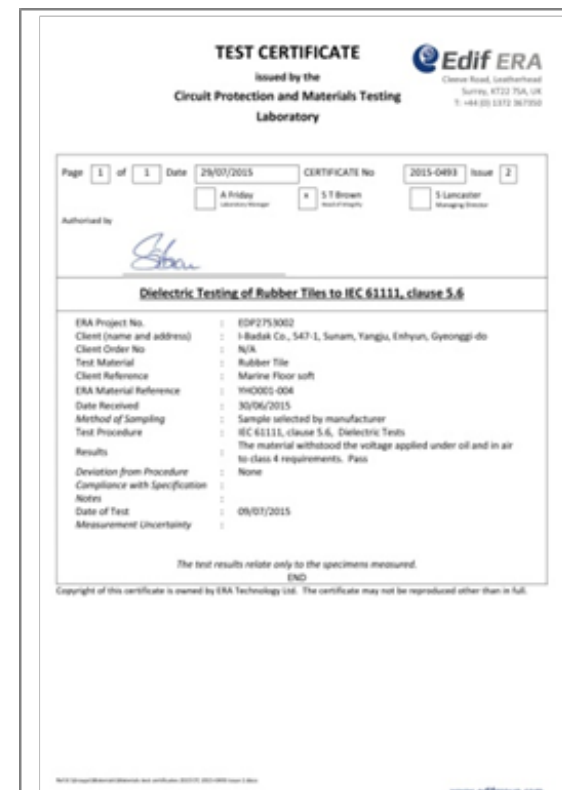 TEST CERTIFICATE
issued by the
Circuit Protection and Materials Testing
Laboratory
Edif ERA
Cleeve Road, Leatherhead
Surrey, KT22 7SA, UK
T: +44 (0) 1372 367350
Page 1 of 1 Date 29/07/2015 CERTIFICATE No 2015-0493 Issue 2
A Friday x S T Brown S Lancaster
Laboratory Manager Head of Integrity Managing Director
Authorised by
Dielectric Testing of Rubber Tiles to IEC 61111, clause 5.6
ERA Project No. : EDP2753002
Client (name and address) : I-Badak Co., 547-1, Sunam, Yangju, Enhyun, Gyeonggi-do
Client Order No : N/A
Test Material : Rubber Tile
Client Reference : Marine Floor soft
ERA Material Reference : YHO001-004
Date Received : 30/06/2015
Method of Sampling : Sample selected by manufacturer
Test Procedure : IEC 61111, clause 5.6, Dielectric Tests
Results : The material withstood the voltage applied under oil and in air
to class 4 requirements. Pass
Deviation from Procedure : None
Compliance with Specification :
Notes :
Date of Test : 09/07/2015
Measurement Uncertainty :
The test results relate only to the specimens measured.
END
Copyright of this certificate is owned by ERA Technology Ltd. The certificate may not be reproduced other than in full.